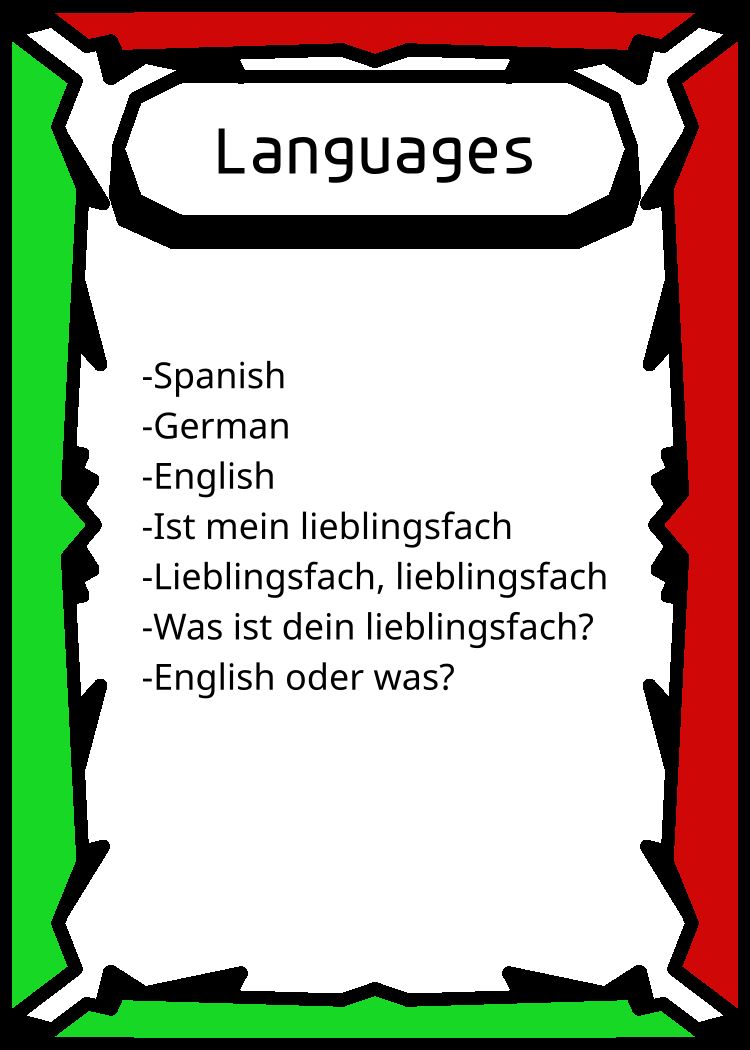 Languages
-Spanish
-German
-English
-Ist mein lieblingsfach
-Lieblingsfach, lieblingsfach
-Was ist dein lieblingsfach?
-English oder was?